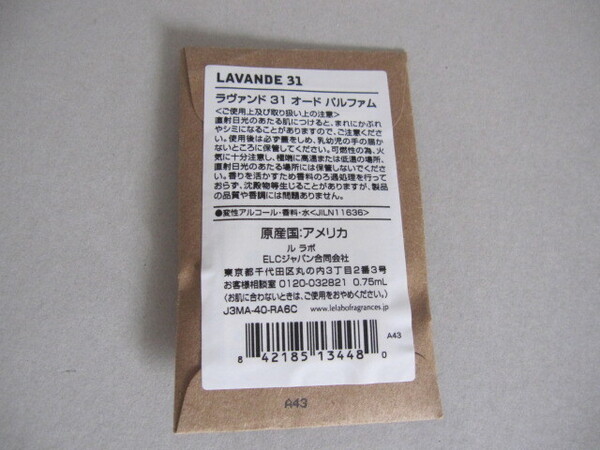 LAVANDE 31
ラヴァンド 31 オード パルファム
<ご使用上及び取り扱い上の注意>
直射日光のあたる肌につけると、まれにかぶれ
やシミになることがありますので、ご注意くださ
い。使用後は必ず蓋をしめ、乳幼児の手の届か
ないところに保管してください。可燃性の為、火
気に十分注意し、極端に高温または低温の場所、
直射日光のあたる場所には保管しないでくださ
い。香りを活かすため香料のろ過処理を行って
おらず、沈殿物等生じることがありますが、製品
の品質や香調には問題ありません。
●変性アルコール・香料・水<JILN11636>
原産国:アメリカ
ル ラボ
ELCジャパン合同会社
東京都千代田区丸の内3丁目2番3号
お客様相談室 0120-032821 0.75mL
〈お肌に合わないときは、ご使用をおやめください。〉
J3MA-40-RA6C www.lelabofragrances.jp
A43
8 42185 13448 0
A43